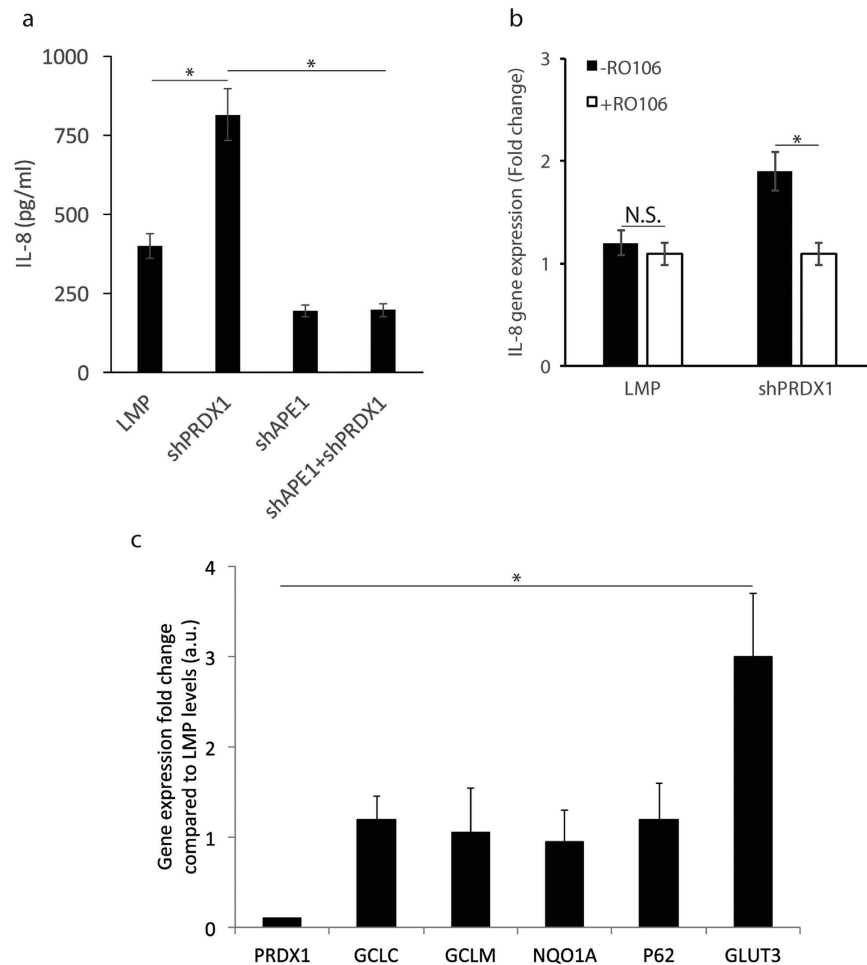 a
1000
750
500
250
0
IL-8 (pg/ml)
*
*
LMP
shPRDX1
shAPE1
shAPE1+shPRDX1
b
3
2
1
0
IL-8 gene expression (Fold change)
-RO106
+RO106
N.S.
*
LMP
shPRDX1
c
4
3
2
1
0
Gene expression fold change
compared to LMP levels (a.u.)
*
PRDX1 GCLC GCLM NQO1A P62 GLUT3